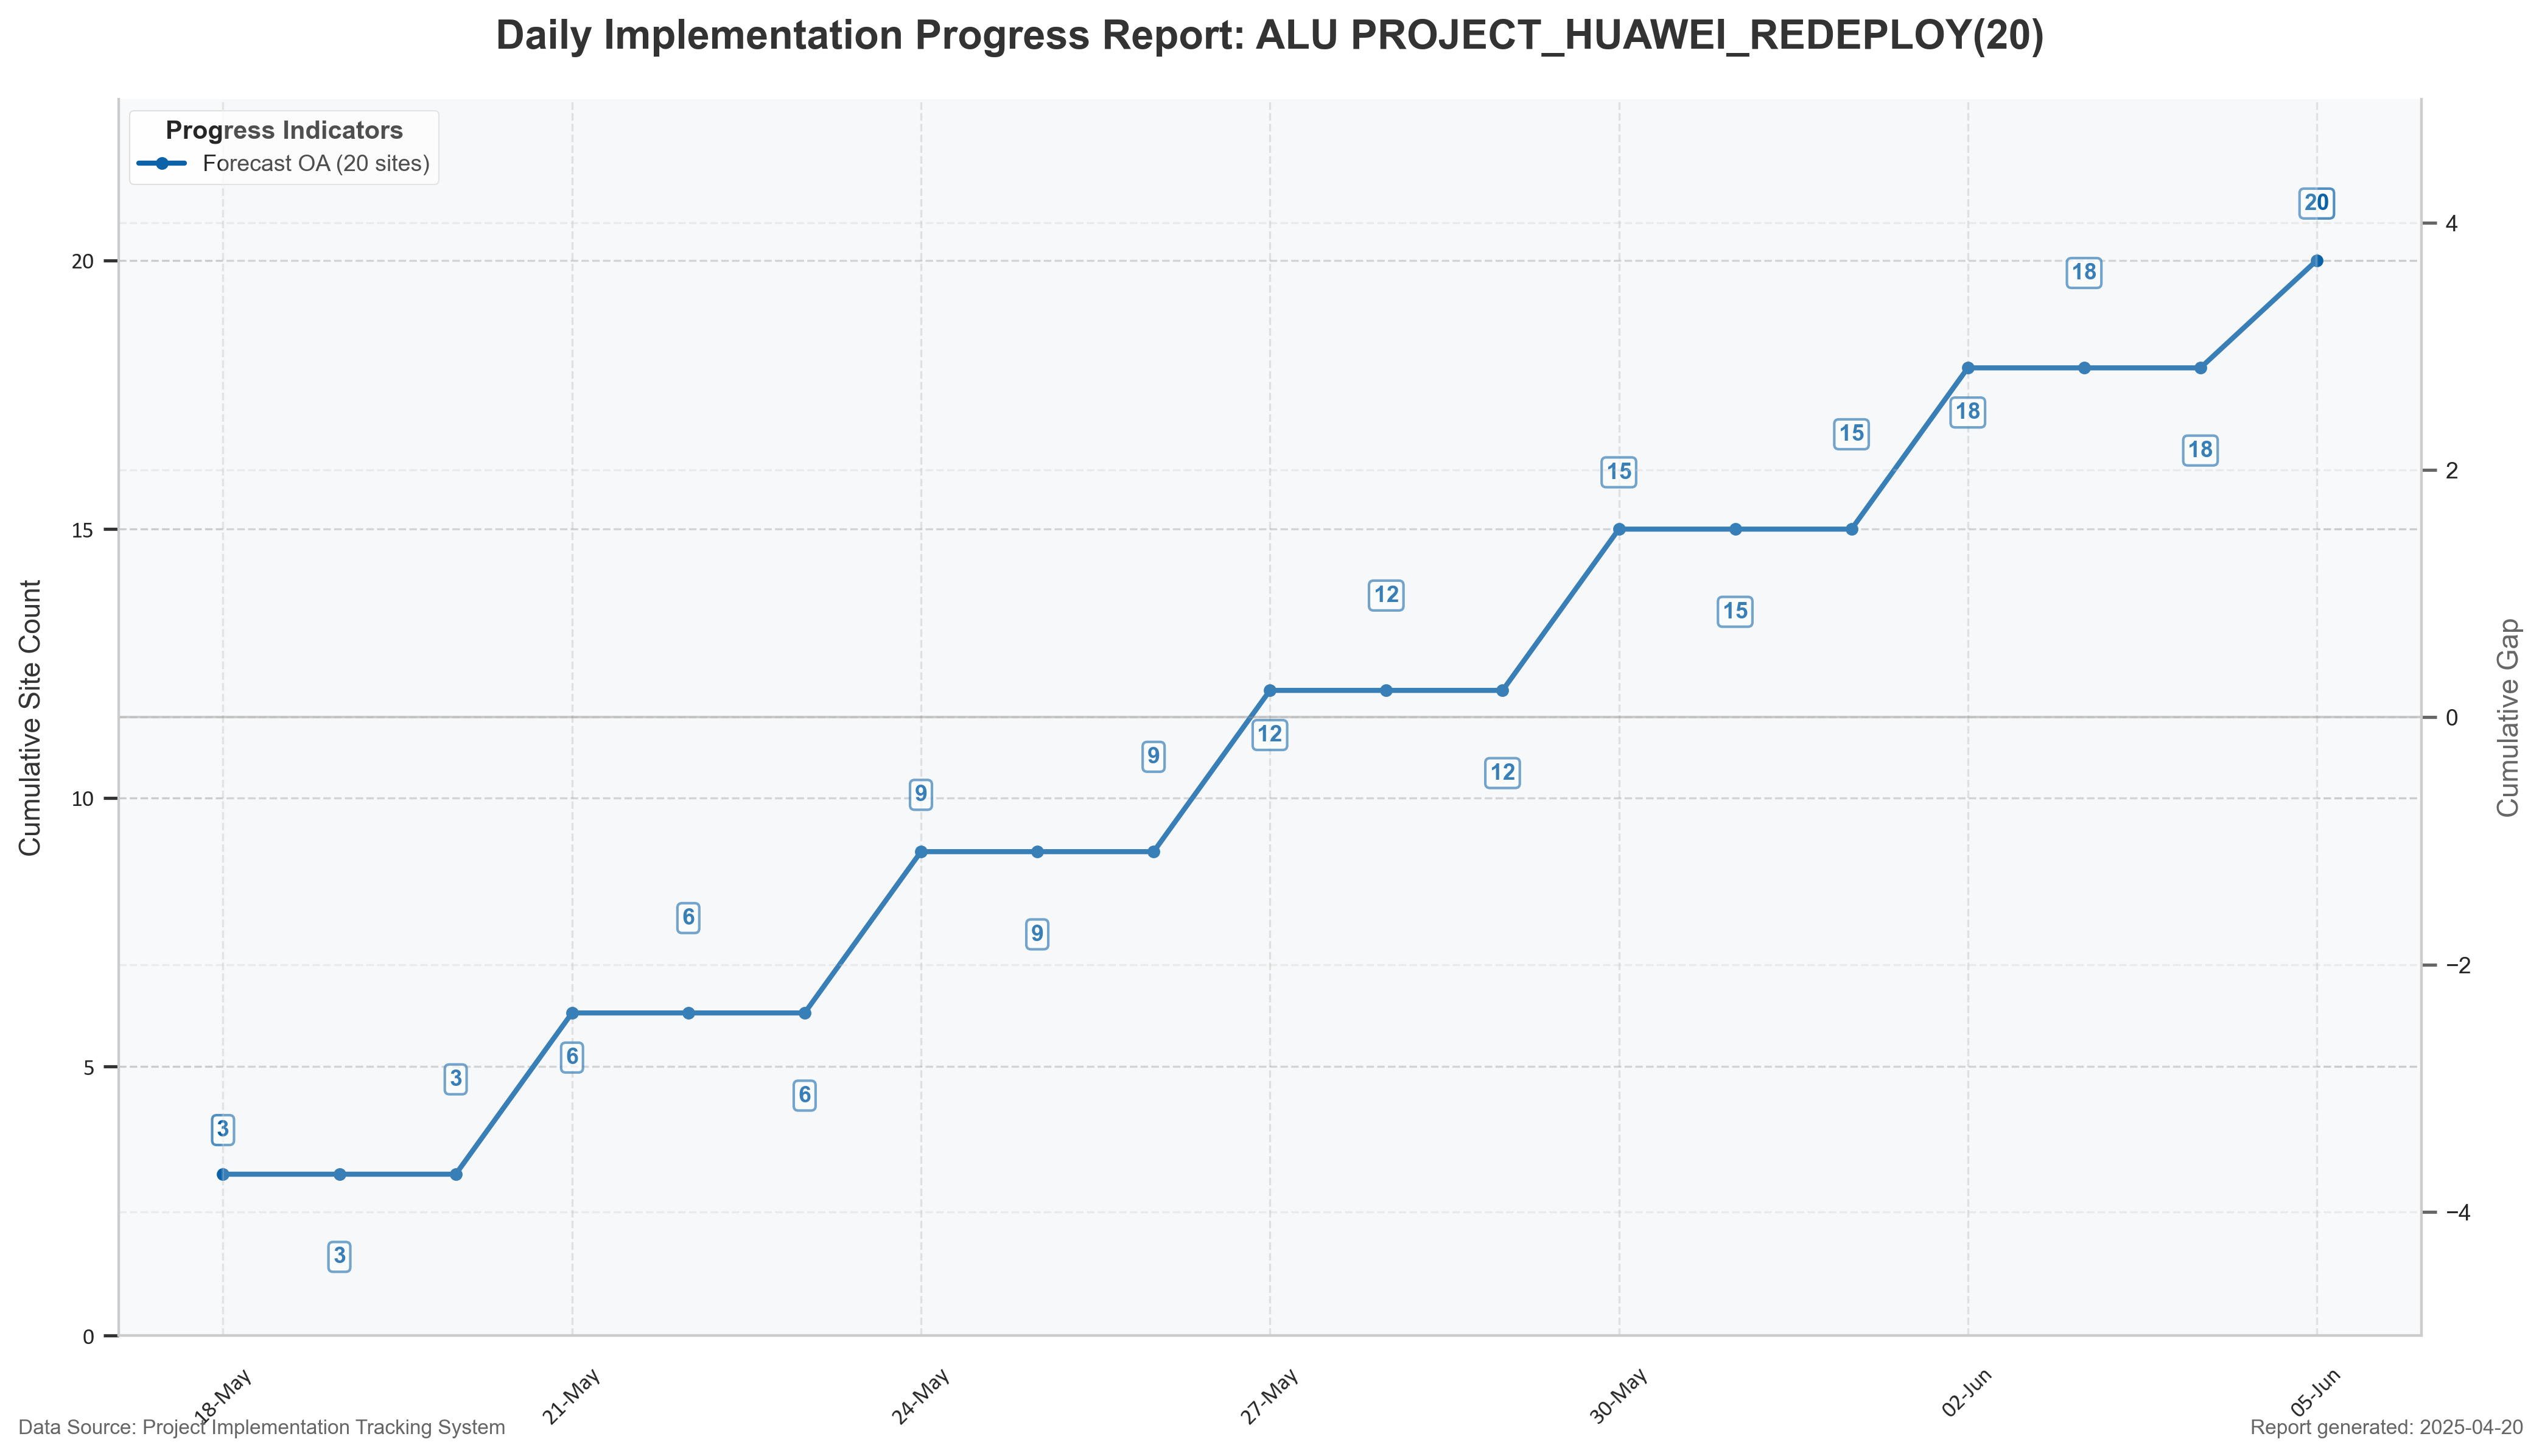 Daily Implementation Progress Report: ALU PROJECT_HUAWEI_REDEPLOY(20)
Progress Indicators
Forecast OA (20 sites)
Cumulative Site Count
20
15
10
5
0
Cumulative Gap
4
2
0
−2
−4
3
3
3
6
6
6
9
9
9
12
12
12
15
15
15
18
18
18
20
18-May
21-May
24-May
27-May
30-May
02-Jun
05-Jun
Data Source: Project Implementation Tracking System
Report generated: 2025-04-20